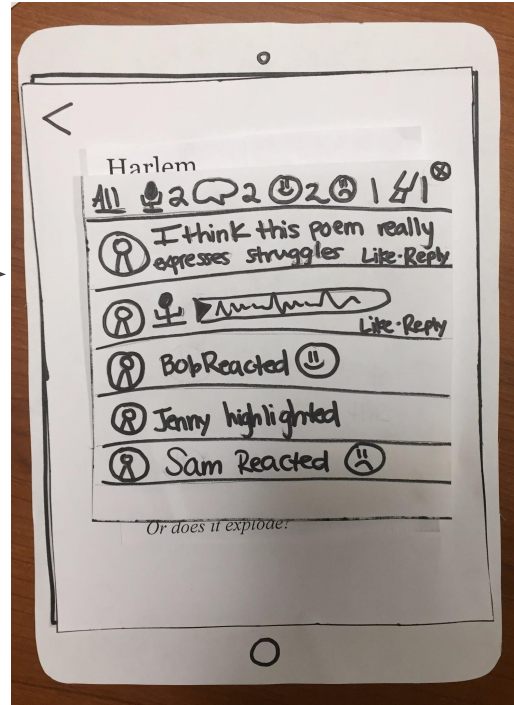 Harlem
All 2 2 2 1 1
I think this poem really
expresses struggles Like·Reply
Like·Reply
Bob Reacted
Jenny highlighted
Sam Reacted
Or does it explode?